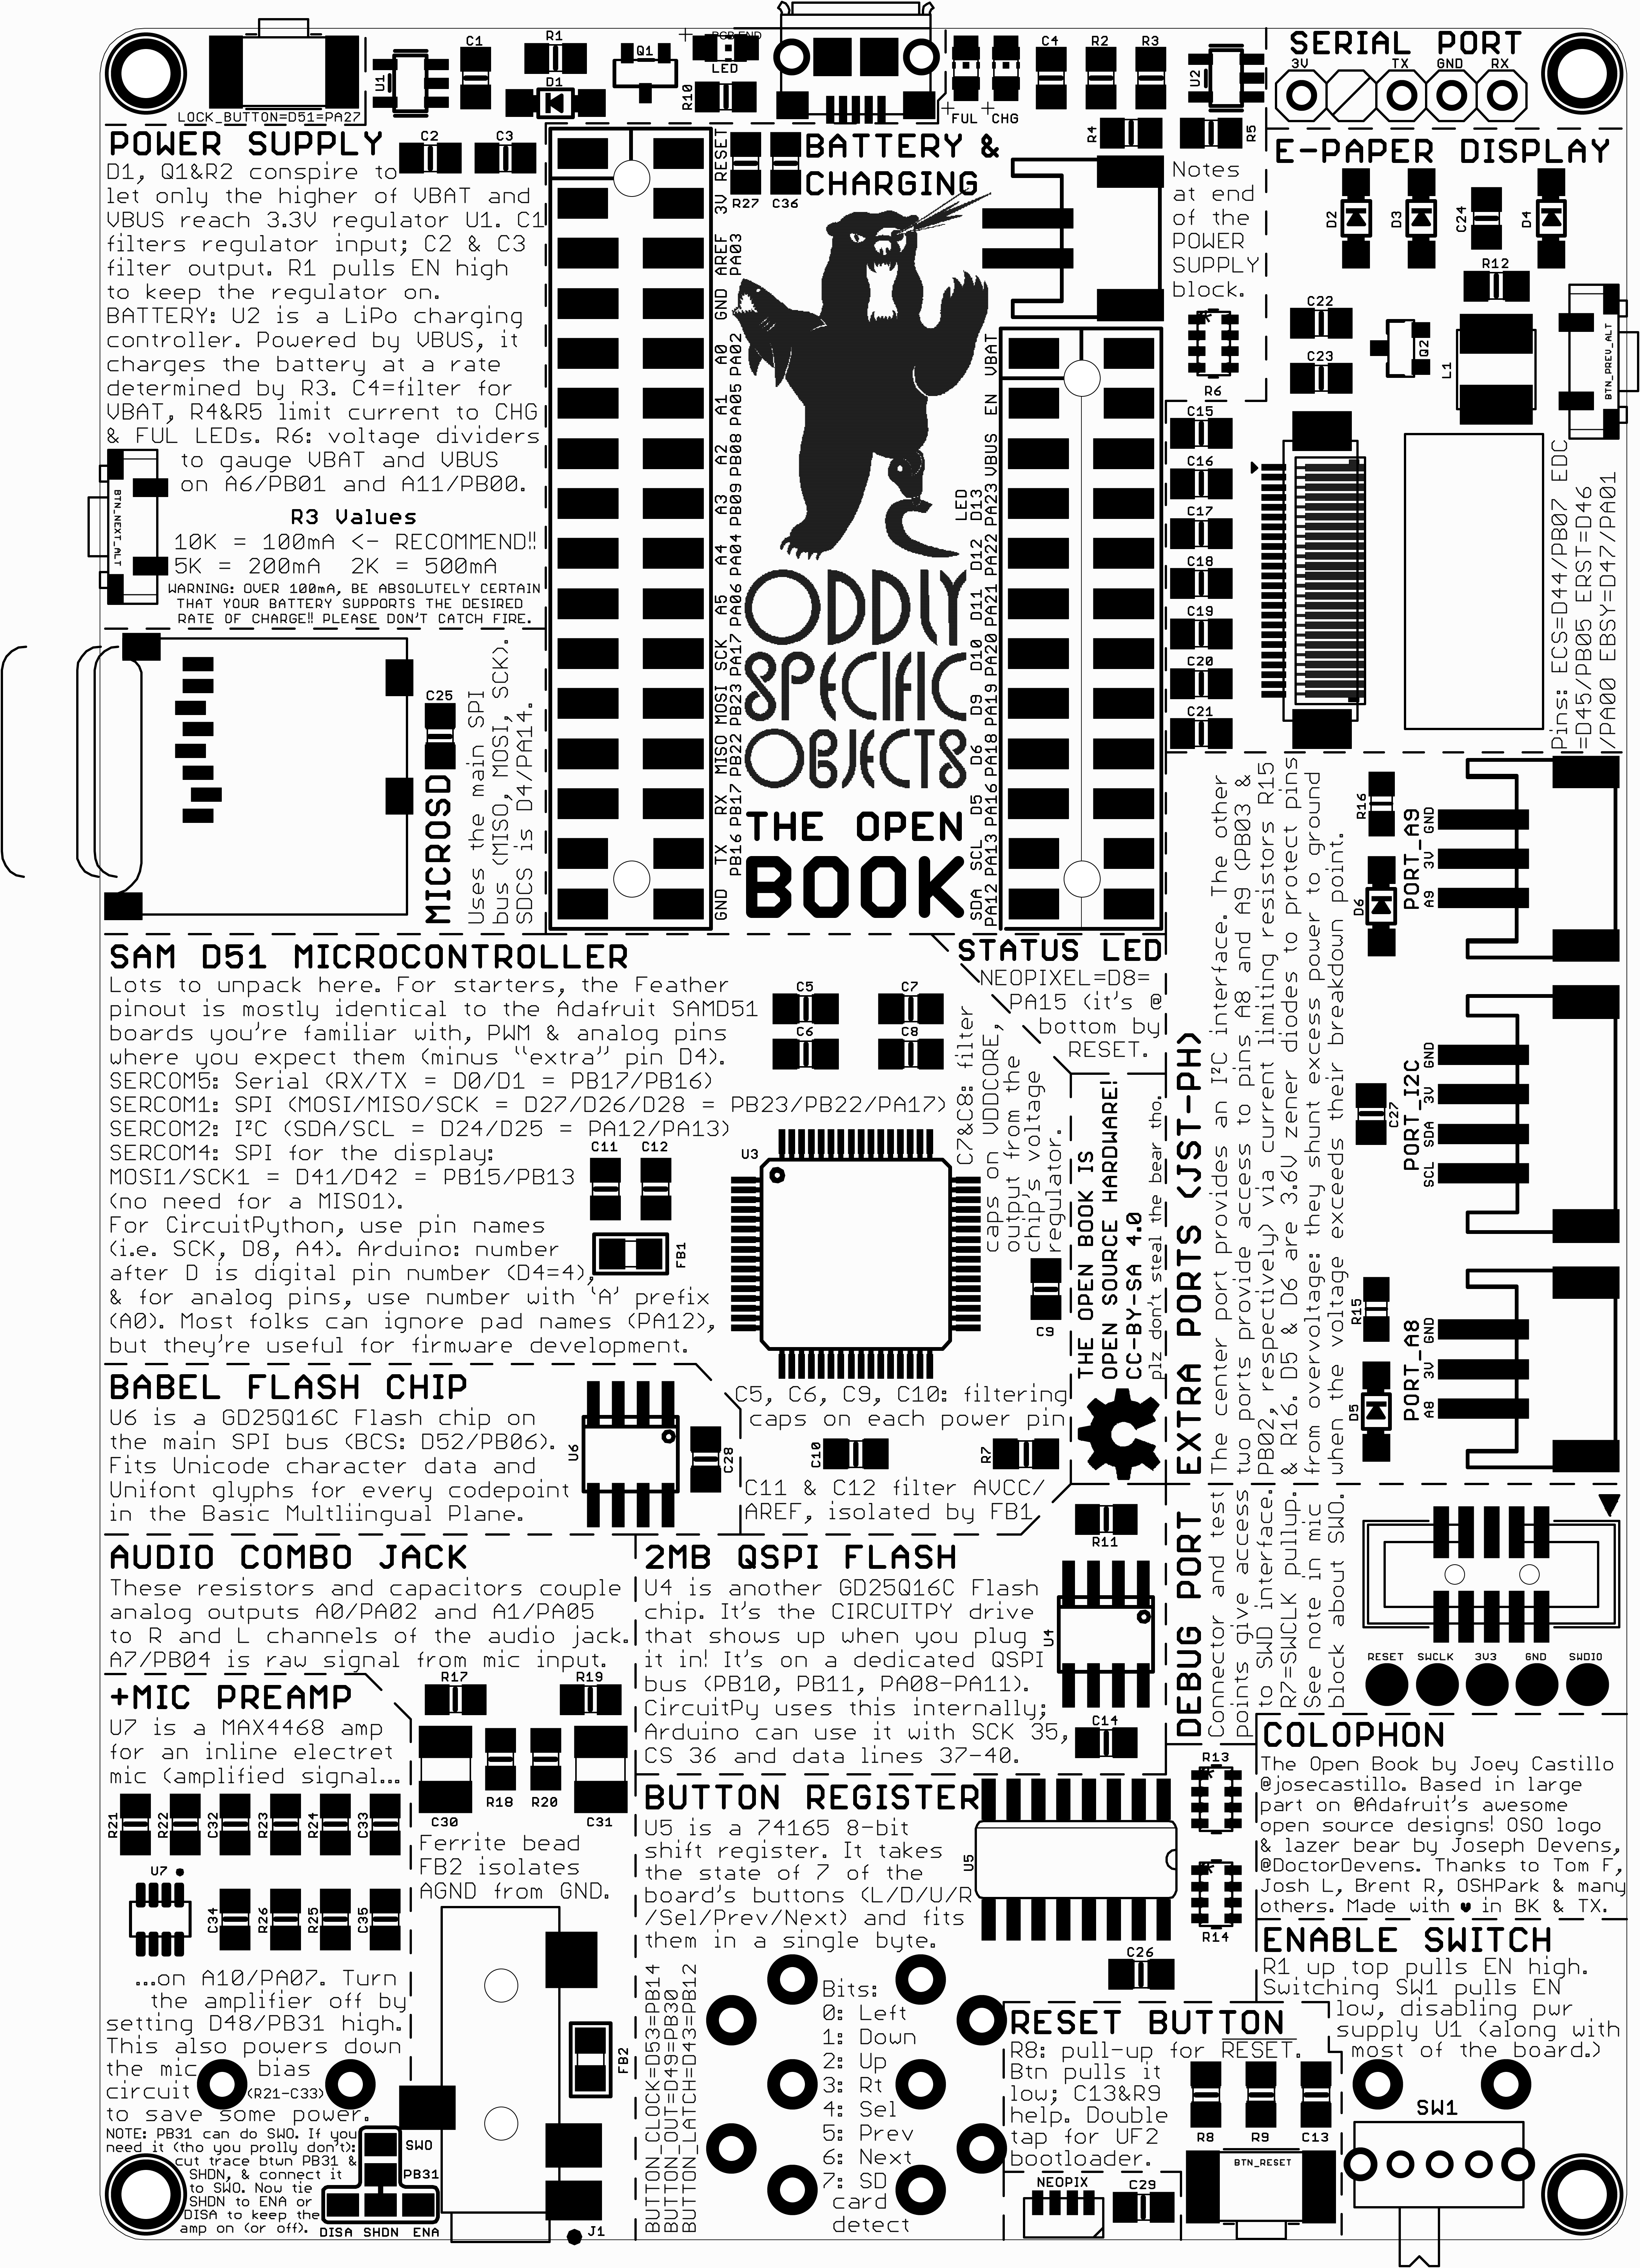 LOCK_BUTTON=D51=PA27
U1
C1
R1
D1
Q1
LED
R10
FUL
CHG
C4
R2
R3
U2
R4
R5
SERIAL PORT
3V TX GND RX
POWER SUPPLY
C2
C3
D1, Q1&R2 conspire to
let only the higher of VBAT and
VBUS reach 3.3V regulator U1. C1
filters regulator input; C2 & C3
filter output. R1 pulls EN high
to keep the regulator on.
BATTERY: U2 is a LiPo charging
controller. Powered by VBUS, it
charges the battery at a rate
determined by R3. C4=filter for
VBAT, R4&R5 limit current to CHG
& FUL LEDs. R6: voltage dividers
to gauge VBAT and VBUS
on A6/PB01 and A11/PB00.
BTN_NEXT_ALT
R3 Values
10K = 100mA <- RECOMMEND!!
5K = 200mA 2K = 500mA
WARNING: OVER 100mA, BE ABSOLUTELY CERTAIN
THAT YOUR BATTERY SUPPORTS THE DESIRED
RATE OF CHARGE!! PLEASE DON'T CATCH FIRE.
BATTERY &
CHARGING
R27
C36
Notes
at end
of the
POWER
SUPPLY
block.
R6
GND TX RX MISO MOSI SCK A5 A4 A3 A2 A1 A0 GND AREF 3V RESET
PB16 PB17 PB22 PB23 PA17 PA06 PA04 PB09 PB08 PA05 PA02 PA03
ODDLY
SPECIFIC
OBJECTS
THE OPEN
BOOK
SDA SCL D5 D6 D9 D10 D11 D12 D13 VBUS EN VBAT
LED
PA12 PA13 PA16 PA18 PA19 PA20 PA21 PA22 PA23
E-PAPER DISPLAY
D2
D3
C24
D4
R12
C22
C23
Q2
L1
BTN_PREV_ALT
C15
C16
C17
C18
C19
C20
C21
Pins: ECS=D44/PB07 EDC
=D45/PB05 ERST=D46
/PA00 EBSY=D47/PA01
C25
MICROSD
Uses the main SPI
bus (MISO, MOSI, SCK).
SDCS is D4/PA14.
SAM D51 MICROCONTROLLER
Lots to unpack here. For starters, the Feather
pinout is mostly identical to the Adafruit SAMD51
boards you're familiar with, PWM & analog pins
where you expect them (minus "extra" pin D4).
SERCOM5: Serial (RX/TX = D0/D1 = PB17/PB16)
SERCOM1: SPI (MOSI/MISO/SCK = D27/D26/D28 = PB23/PB22/PA17)
SERCOM2: I²C (SDA/SCL = D24/D25 = PA12/PA13)
SERCOM4: SPI for the display:
MOSI1/SCK1 = D41/D42 = PB15/PB13
(no need for a MISO1).
For CircuitPython, use pin names
(i.e. SCK, D8, A4). Arduino: number
after D is digital pin number (D4=4),
& for analog pins, use number with 'A' prefix
(A0). Most folks can ignore pad names (PA12),
but they're useful for firmware development.
C5
C7
C6
C8
C11
C12
FB1
U3
C9
C7&C8: filter
caps on VDDCORE,
output from the
chip's voltage
regulator.
STATUS LED
NEOPIXEL=D8=
PA15 (it's @
bottom by
RESET.
THE OPEN BOOK IS
OPEN SOURCE HARDWARE!
CC-BY-SA 4.0
plz don't steal the bear tho.
EXTRA PORTS (JST-PH)
The center port provides an I²C interface. The other
two ports provide access to pins A8 and A9 (PB03 &
PB02, respectively) via current limiting resistors R15
& R16. D5 & D6 are 3.6V zener diodes to protect pins
from overvoltage: they shunt excess power to ground
when the voltage exceeds their breakdown point.
R16
D6
PORT_A9
A9 3V GND
C27
PORT_I2C
SCL SDA 3V GND
R15
D5
PORT_A8
A8 3V GND
BABEL FLASH CHIP
U6 is a GD25Q16C Flash chip on
the main SPI bus (BCS: D52/PB06).
Fits Unicode character data and
Unifont glyphs for every codepoint
in the Basic Multliingual Plane.
U6
C28
C5, C6, C9, C10: filtering
caps on each power pin
C10
R7
C11 & C12 filter AVCC/
AREF, isolated by FB1
AUDIO COMBO JACK
These resistors and capacitors couple
analog outputs A0/PA02 and A1/PA05
to R and L channels of the audio jack.
A7/PB04 is raw signal from mic input.
R17
R19
C30
R18
R20
C31
+MIC PREAMP
U7 is a MAX4468 amp
for an inline electret
mic (amplified signal...
R21
R22
C32
R23
R24
C33
U7
C34
R26
R25
C35
Ferrite bead
FB2 isolates
AGND from GND.
...on A10/PA07. Turn
the amplifier off by
setting D48/PB31 high.
This also powers down
the mic bias
circuit (R21-C33)
to save some power.
NOTE: PB31 can do SWO. If you
need it (tho you prolly don't):
cut trace btwn PB31 &
SHDN, & connect it
to SWO. Now tie
SHDN to ENA or
DISA to keep the
amp on (or off).
SWO
PB31
DISA SHDN ENA
FB2
J1
2MB QSPI FLASH
U4 is another GD25Q16C Flash
chip. It's the CIRCUITPY drive
that shows up when you plug
it in! It's on a dedicated QSPI
bus (PB10, PB11, PA08-PA11).
CircuitPy uses this internally;
Arduino can use it with SCK 35,
CS 36 and data lines 37-40.
R11
U4
C14
DEBUG PORT
Connector and test
points give access
to SWD interface.
R7=SWCLK pullup.
See note in mic
block about SWO.
RESET SWCLK 3V3 GND SWDIO
BUTTON REGISTER
U5 is a 74165 8-bit
shift register. It takes
the state of 7 of the
board's buttons (L/D/U/R
/Sel/Prev/Next) and fits
them in a single byte.
U5
R13
R14
C26
BUTTON_CLOCK=D53=PB14
BUTTON_OUT=D49=PB30
BUTTON_LATCH=D43=PB12
Bits:
0: Left
1: Down
2: Up
3: Rt
4: Sel
5: Prev
6: Next
7: SD
card
detect
COLOPHON
The Open Book by Joey Castillo
@josecastillo. Based in large
part on @Adafruit's awesome
open source designs! OSO logo
& lazer bear by Joseph Devens,
@DoctorDevens. Thanks to Tom F,
Josh L, Brent R, OSHPark & many
others. Made with ♥ in BK & TX.
ENABLE SWITCH
R1 up top pulls EN high.
Switching SW1 pulls EN
low, disabling pwr
supply U1 (along with
most of the board.)
SW1
RESET BUTTON
R8: pull-up for RESET.
Btn pulls it
low; C13&R9
help. Double
tap for UF2
bootloader.
R8
R9
C13
BTN_RESET
NEOPIX
C29